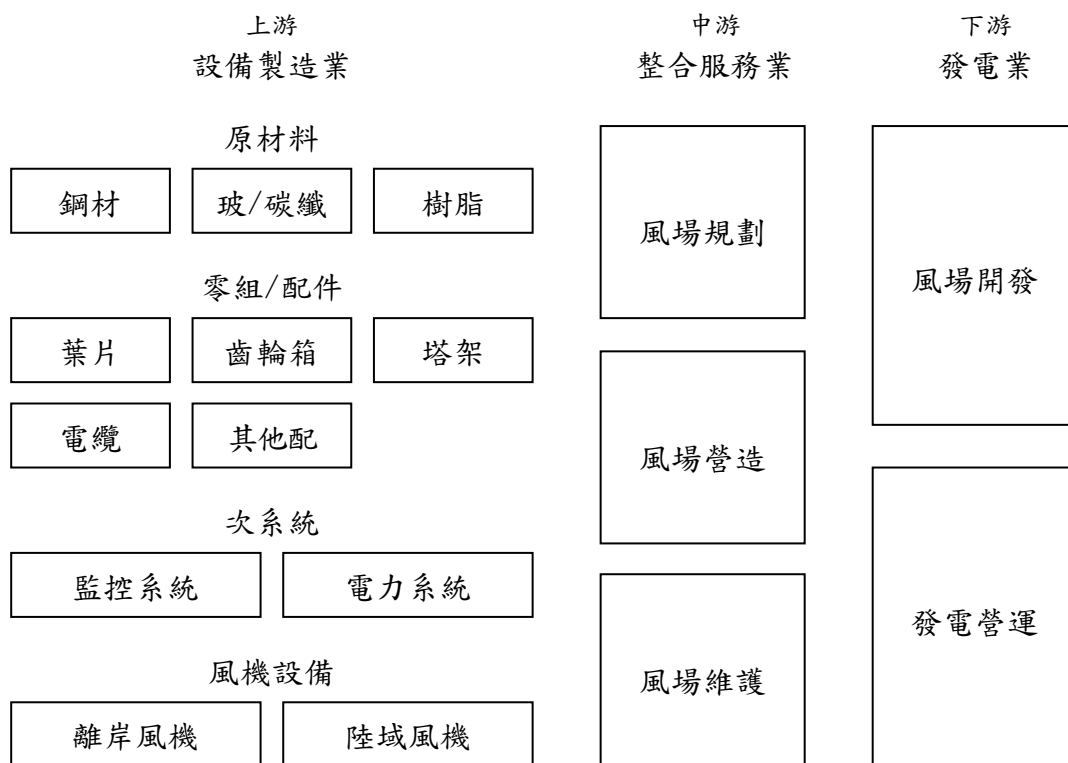 上游
設備製造業
原材料
鋼材
玻/碳纖
樹脂
零組/配件
葉片
齒輪箱
塔架
電纜
其他配
次系統
監控系統
電力系統
風機設備
離岸風機
陸域風機
中游
整合服務業
風場規劃
風場營造
風場維護
下游
發電業
風場開發
發電營運